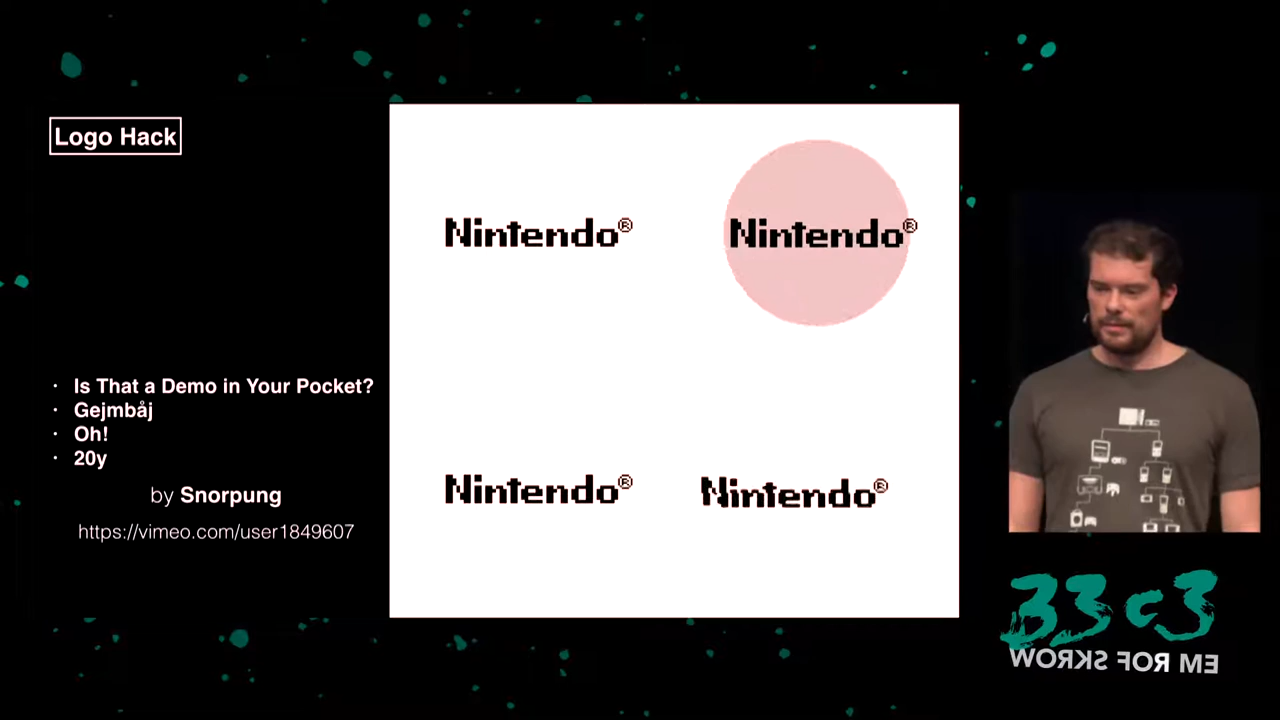 Logo Hack
Nintendo®
Nintendo®
Nintendo®
Nintendo®
· Is That a Demo in Your Pocket?
· Gejmbåj
· Oh!
· 20y
by Snorpung
https://vimeo.com/user1849607
33c3
WORKS FOR ME